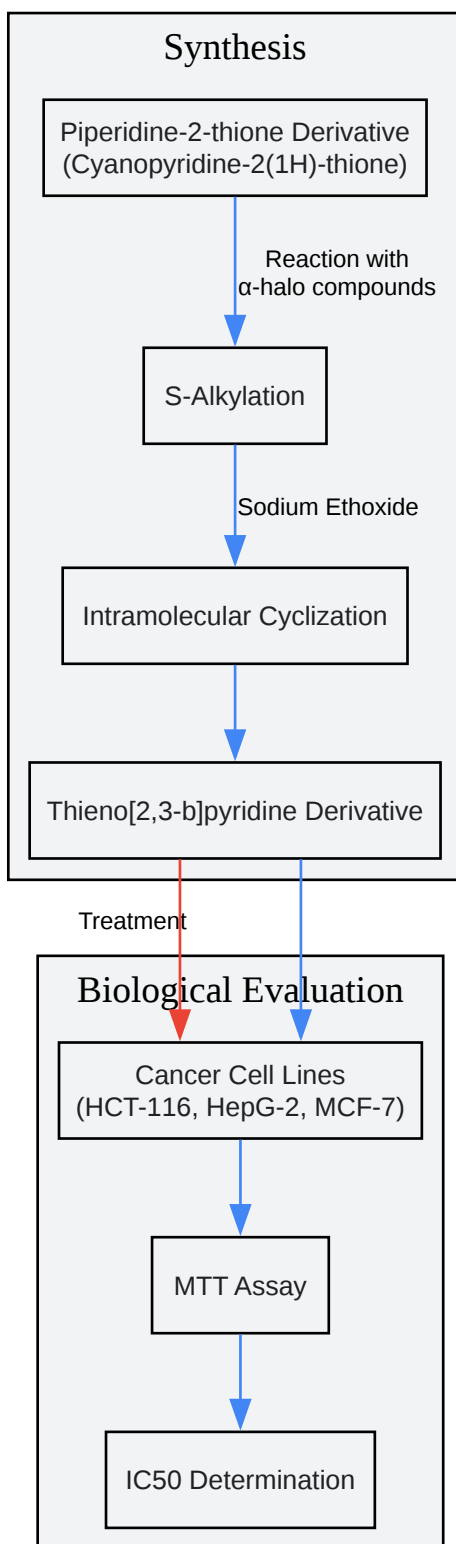 Synthesis
Piperidine-2-thione Derivative
(Cyanopyridine-2(1H)-thione)
Reaction with
α-halo compounds
S-Alkylation
Sodium Ethoxide
Intramolecular Cyclization
Thieno[2,3-b]pyridine Derivative
Treatment
Biological Evaluation
Cancer Cell Lines
(HCT-116, HepG-2, MCF-7)
MTT Assay
IC50 Determination